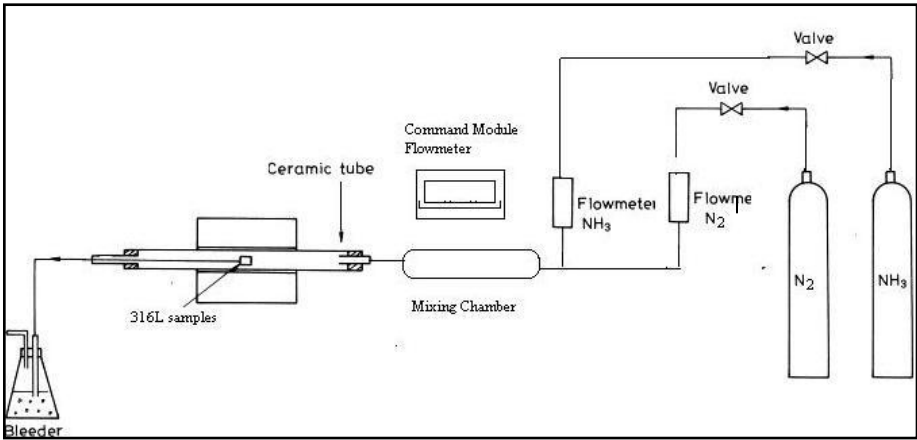 Valve
Valve
Command Module
Flowmeter
Ceramic tube
Flowmeter
NH₃
Flowme
N₂
N₂
NH₃
Mixing Chamber
316L samples
Bleeder